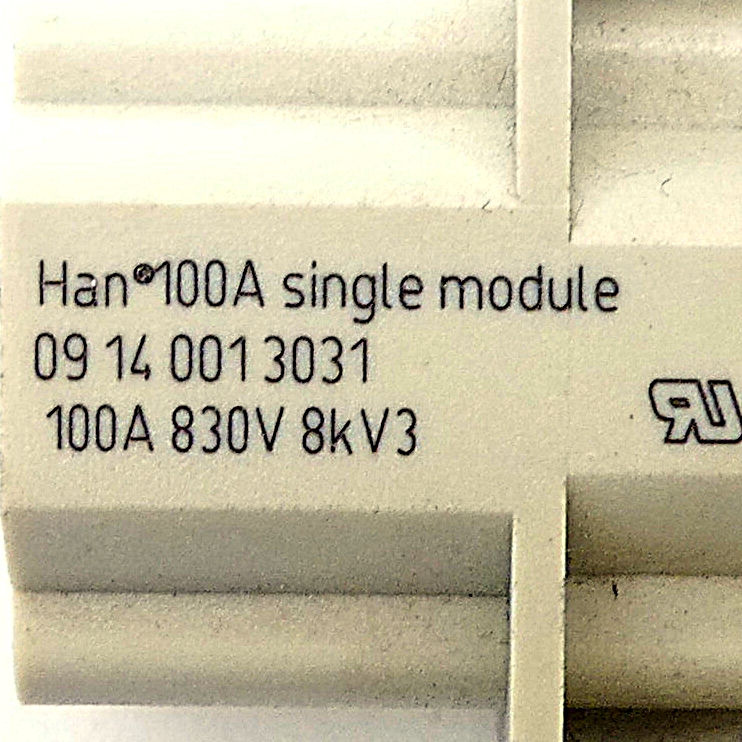 Han®100A single module
09 14 001 3031
100A 830V 8kV3